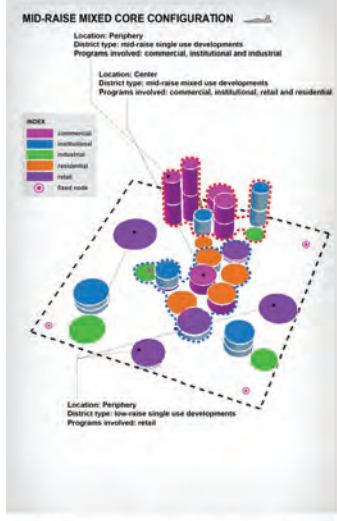 MID-RAISE MIXED CORE CONFIGURATION
Location: Periphery
District type: mid-raise single use developments
Programs involved: commercial, institutional and industrial
Location: Center
District type: mid-raise mixed use developments
Programs involved: commercial, institutional, retail and residential
INDEX
commercial
institutional
industrial
residential
retail
fixed node
Location: Periphery
District type: low-raise single use developments
Programs involved: retail